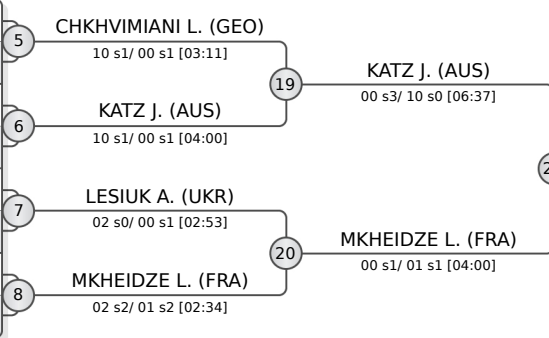 CHKHVIMIANI L. (GEO)
5
10 s1/ 00 s1 [03:11]
19
KATZ J. (AUS)
00 s3/ 10 s0 [06:37]
KATZ J. (AUS)
6
10 s1/ 00 s1 [04:00]
LESIUK A. (UKR)
7
02 s0/ 00 s1 [02:53]
20
MKHEIDZE L. (FRA)
00 s1/ 01 s1 [04:00]
MKHEIDZE L. (FRA)
8
02 s2/ 01 s2 [02:34]